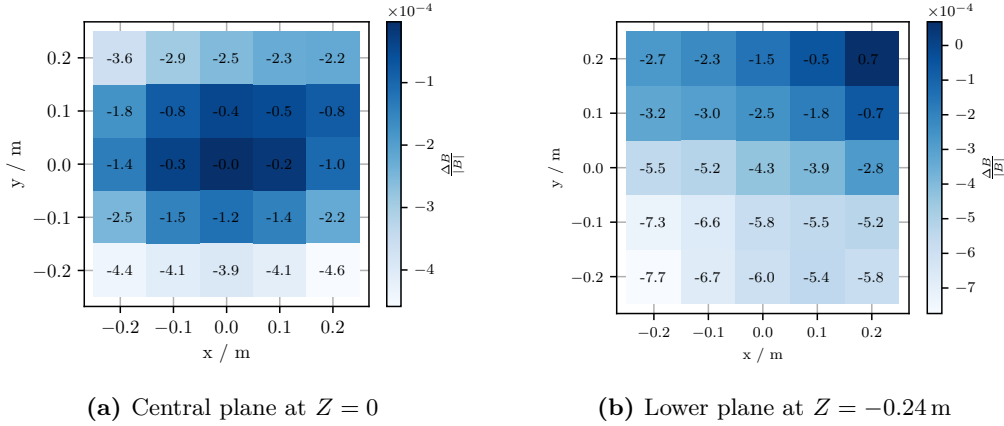 ×10⁻⁴
0.2
-3.6 -2.9 -2.5 -2.3 -2.2
0.1
-1.8 -0.8 -0.4 -0.5 -0.8
0.0
-1.4 -0.3 -0.0 -0.2 -1.0
−0.1
-2.5 -1.5 -1.2 -1.4 -2.2
−0.2
-4.4 -4.1 -3.9 -4.1 -4.6
y / m
−0.2 −0.1 0.0 0.1 0.2
x / m
−1
−2
−3
−4
ΔB
|B|
(a) Central plane at Z = 0
×10⁻⁴
0.2
-2.7 -2.3 -1.5 -0.5 0.7
0.1
-3.2 -3.0 -2.5 -1.8 -0.7
0.0
-5.5 -5.2 -4.3 -3.9 -2.8
−0.1
-7.3 -6.6 -5.8 -5.5 -5.2
−0.2
-7.7 -6.7 -6.0 -5.4 -5.8
y / m
−0.2 −0.1 0.0 0.1 0.2
x / m
0
−1
−2
−3
−4
−5
−6
−7
ΔB
|B|
(b) Lower plane at Z = −0.24 m